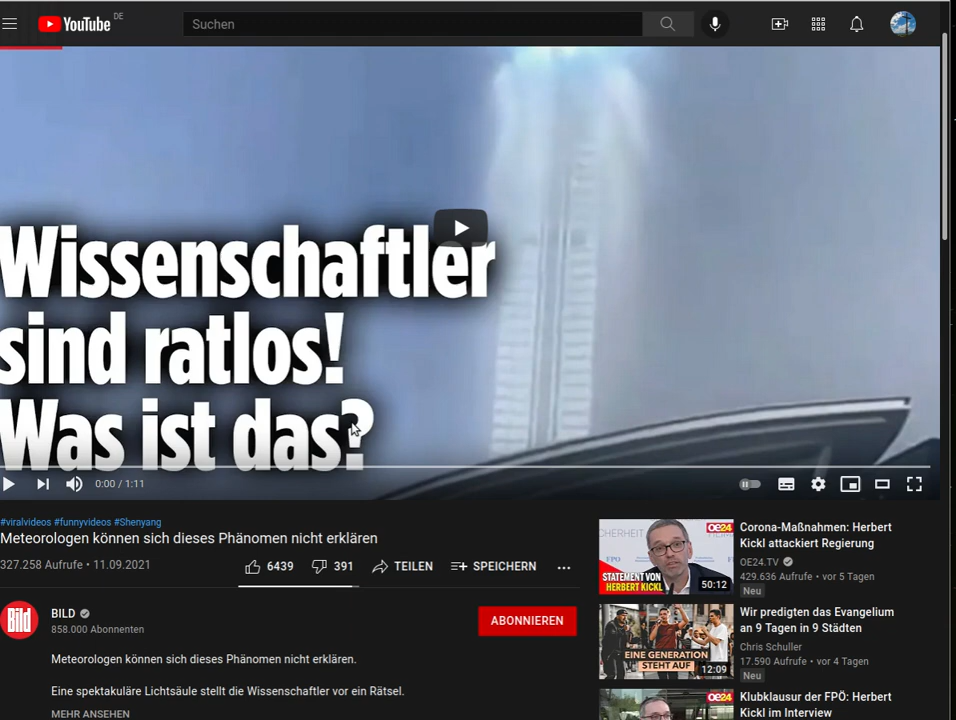 YouTube DE
Suchen
Wissenschaftler
sind ratlos!
Was ist das?
0:00 / 1:11
#viralvideos #funnyvideos #Shenyang
Meteorologen können sich dieses Phänomen nicht erklären
327.258 Aufrufe • 11.09.2021
6439
391
TEILEN
SPEICHERN
Bild
BILD
858.000 Abonnenten
ABONNIEREN
Meteorologen können sich dieses Phänomen nicht erklären.
Eine spektakuläre Lichtsäule stellt die Wissenschaftler vor ein Rätsel.
MEHR ANSEHEN
FPÖ
OE24
STATEMENT VON
HERBERT KICKL
50:12
Corona-Maßnahmen: Herbert
Kickl attackiert Regierung
OE24.TV
429.636 Aufrufe • vor 5 Tagen
Neu
EINE GENERATION
STEHT AUF
12:09
Wir predigten das Evangelium
an 9 Tagen in 9 Städten
Chris Schuller
17.590 Aufrufe • vor 4 Tagen
Neu
OE24
Klubklausur der FPÖ: Herbert
Kickl im Interview